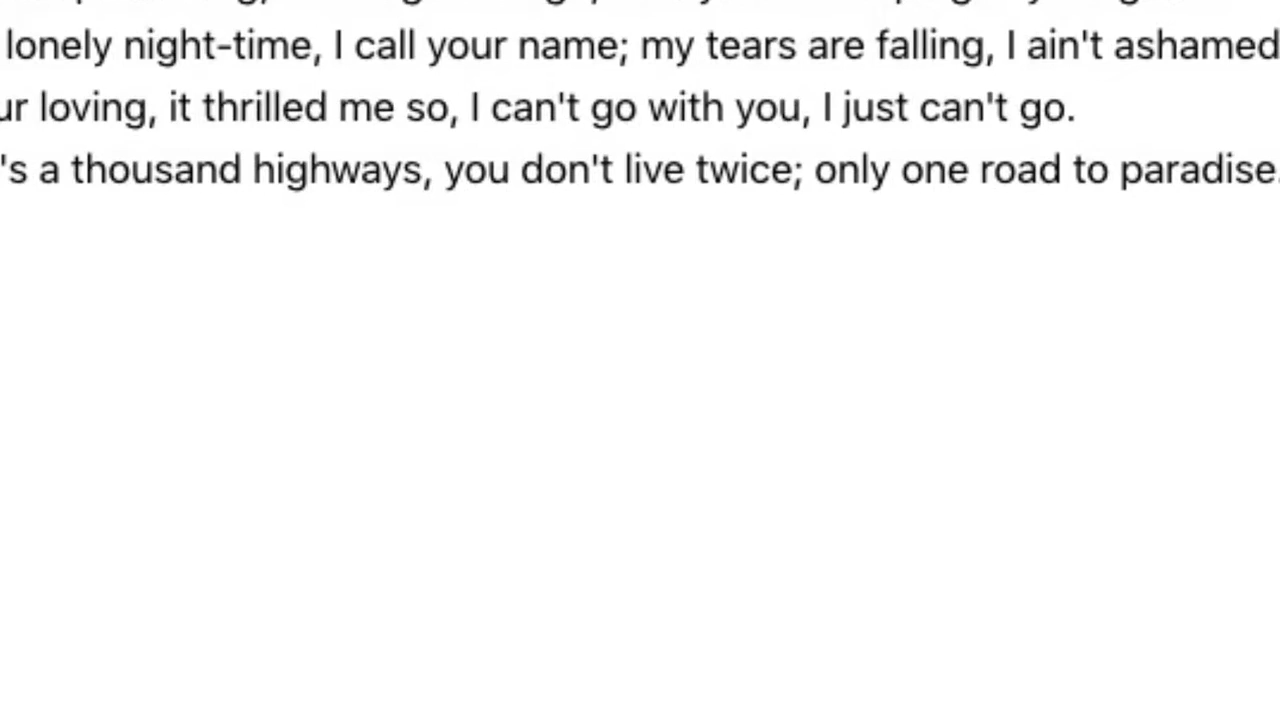 lonely night-time, I call your name; my tears are falling, I ain't ashamed
loving, it thrilled me so, I can't go with you, I just can't go.
's a thousand highways, you don't live twice; only one road to paradise.